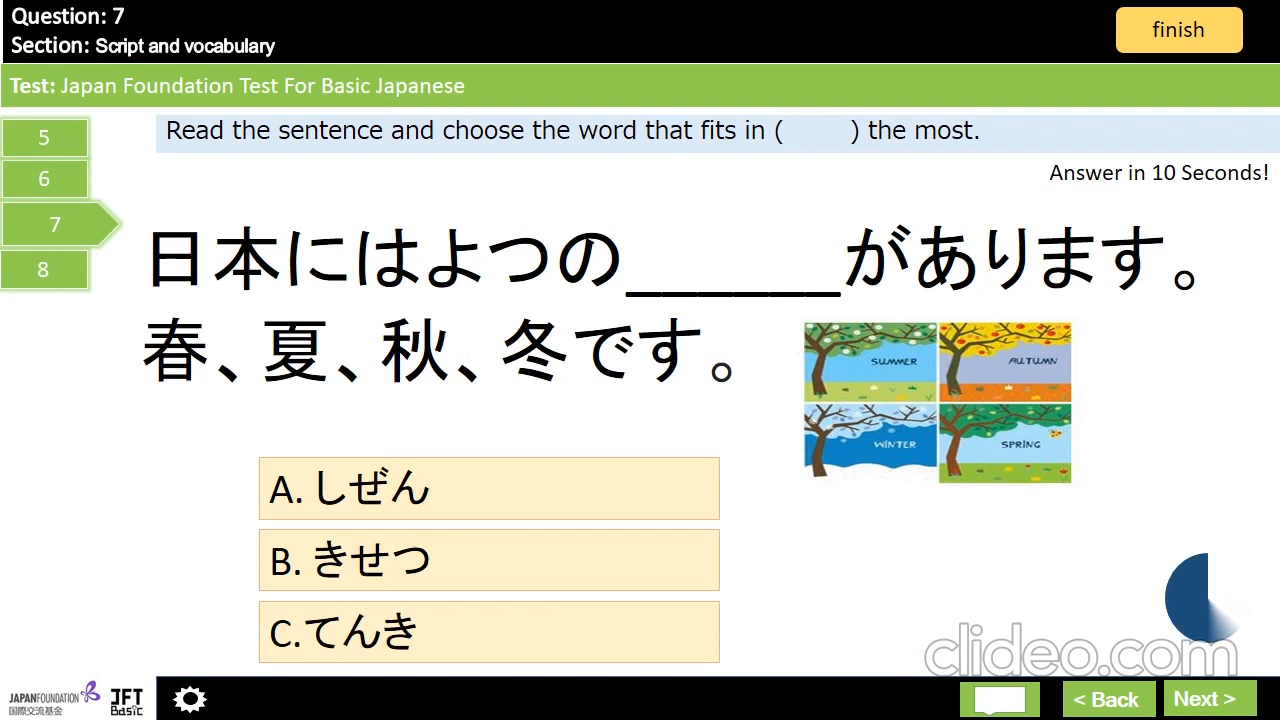 Question: 7
Section: Script and vocabulary
finish
Test: Japan Foundation Test For Basic Japanese
5
6
7
8
Read the sentence and choose the word that fits in ( ) the most.
Answer in 10 Seconds!
日本にはよつの______があります。
春、夏、秋、冬です。
SUMMER
AUTUMN
WINTER
SPRING
A. しぜん
B. きせつ
C.てんき
clideo.com
JAPANFOUNDATION
国際交流基金
JFT
Basic
< Back
Next >